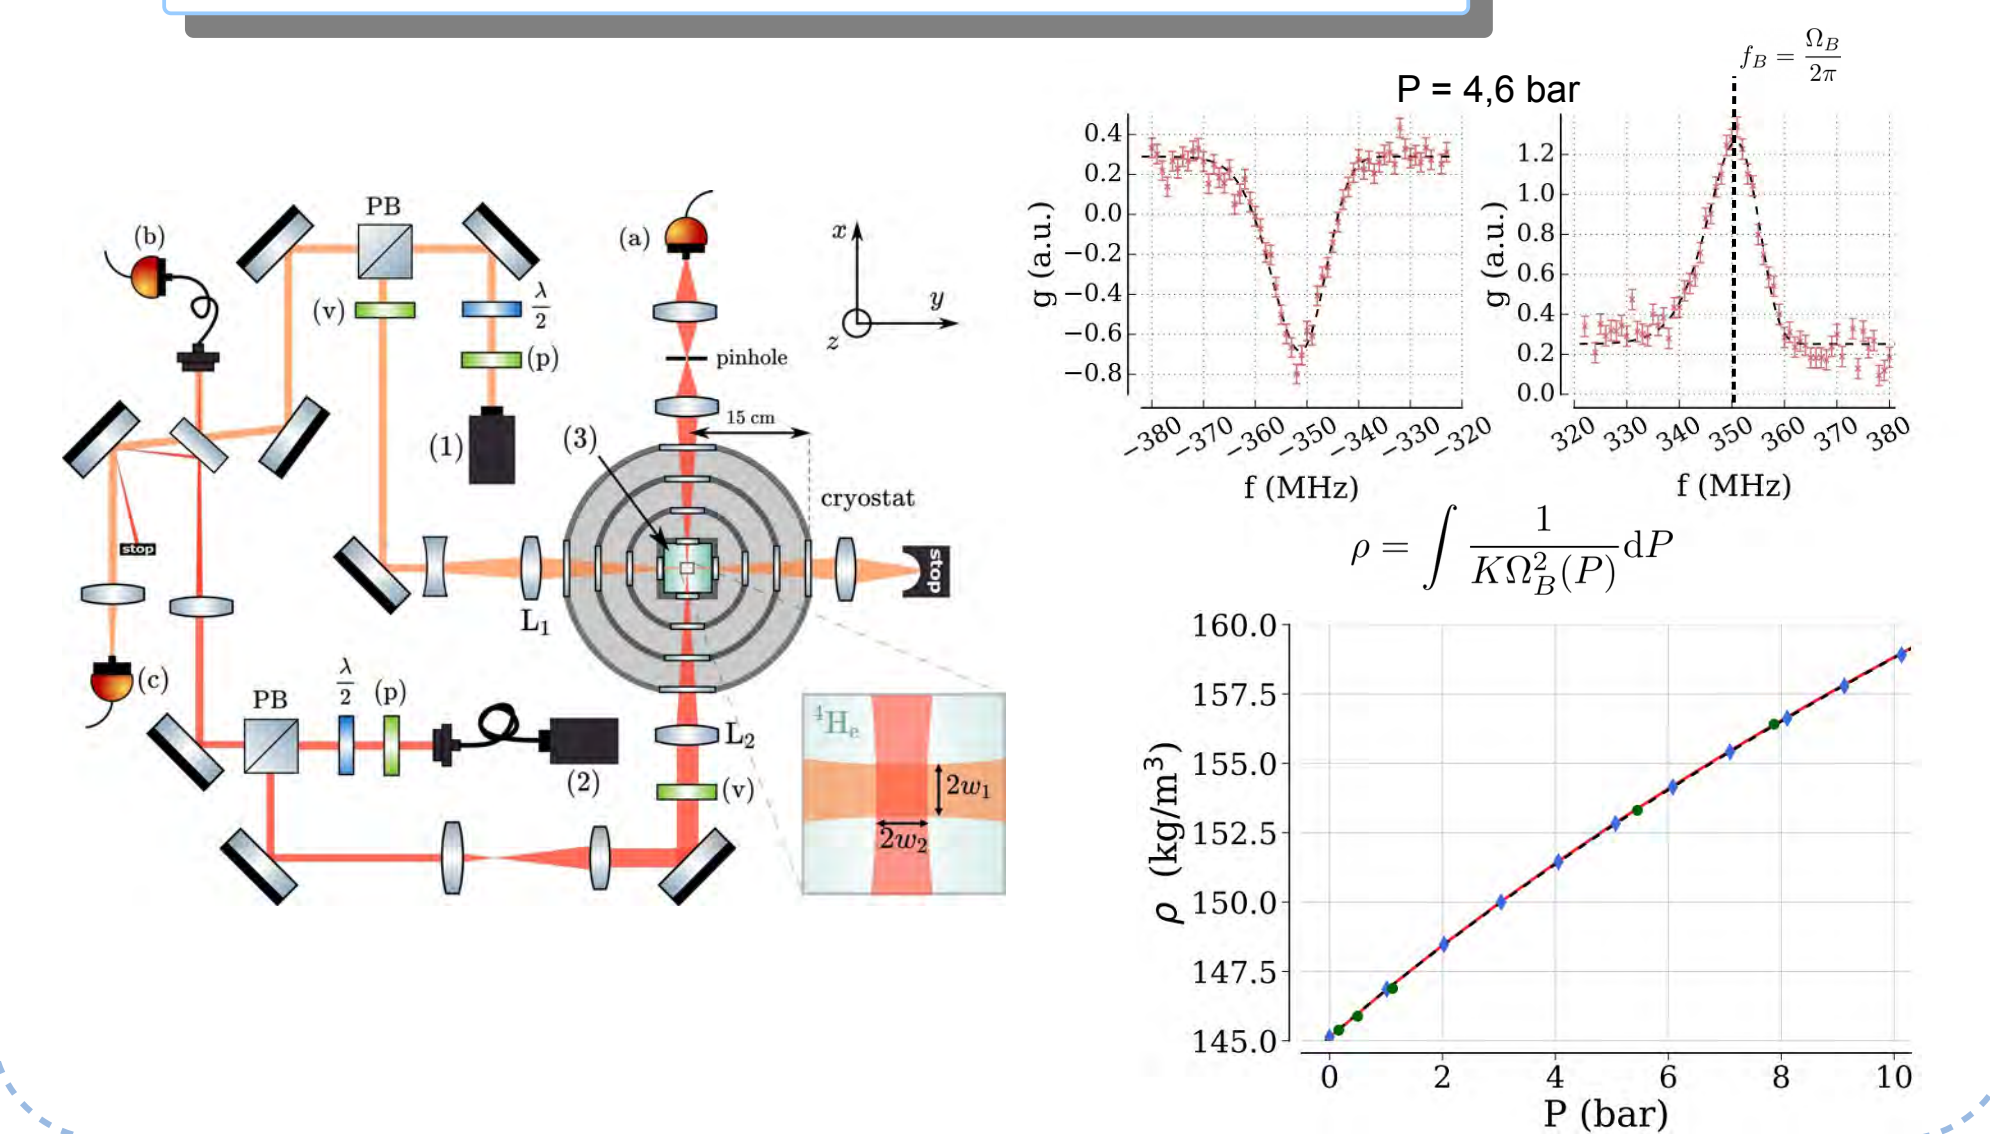 PB
(b)
(a)
x
y
z
(v)
λ/2
(p)
pinhole
15 cm
(1)
(3)
cryostat
stop
stop
L₁
(c)
PB
λ/2
(p)
(2)
L₂
(v)
⁴Hₑ
2w₁
2w₂
f_B = Ω_B/2π
P = 4,6 bar
0.4
0.2
0.0
−0.2
−0.4
−0.6
−0.8
g (a.u.)
−380 −370 −360 −350 −340 −330 −320
f (MHz)
1.2
1.0
0.8
0.6
0.4
0.2
0.0
g (a.u.)
320 330 340 350 360 370 380
f (MHz)
ρ = ∫ 1/(KΩ_B²(P)) dP
160.0
157.5
155.0
152.5
150.0
147.5
145.0
ρ (kg/m³)
0 2 4 6 8 10
P (bar)